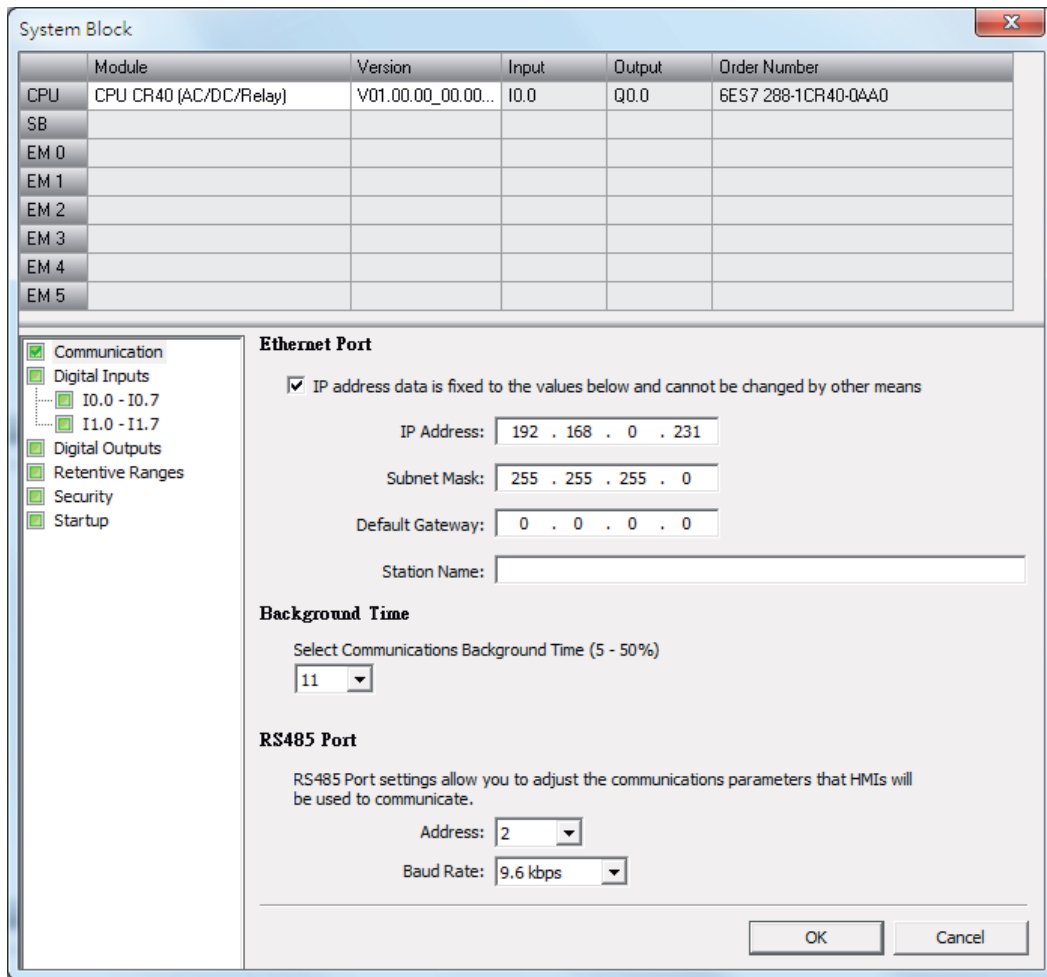 System Block
Module Version Input Output Order Number
CPU CPU CR40 (AC/DC/Relay) V01.00.00_00.00... I0.0 Q0.0 6ES7 288-1CR40-0AA0
SB
EM 0
EM 1
EM 2
EM 3
EM 4
EM 5
Communication
Digital Inputs
I0.0 - I0.7
I1.0 - I1.7
Digital Outputs
Retentive Ranges
Security
Startup
Ethernet Port
IP address data is fixed to the values below and cannot be changed by other means
IP Address: 192 . 168 . 0 . 231
Subnet Mask: 255 . 255 . 255 . 0
Default Gateway: 0 . 0 . 0 . 0
Station Name:
Background Time
Select Communications Background Time (5 - 50%)
11
RS485 Port
RS485 Port settings allow you to adjust the communications parameters that HMIs will
be used to communicate.
Address: 2
Baud Rate: 9.6 kbps
OK Cancel